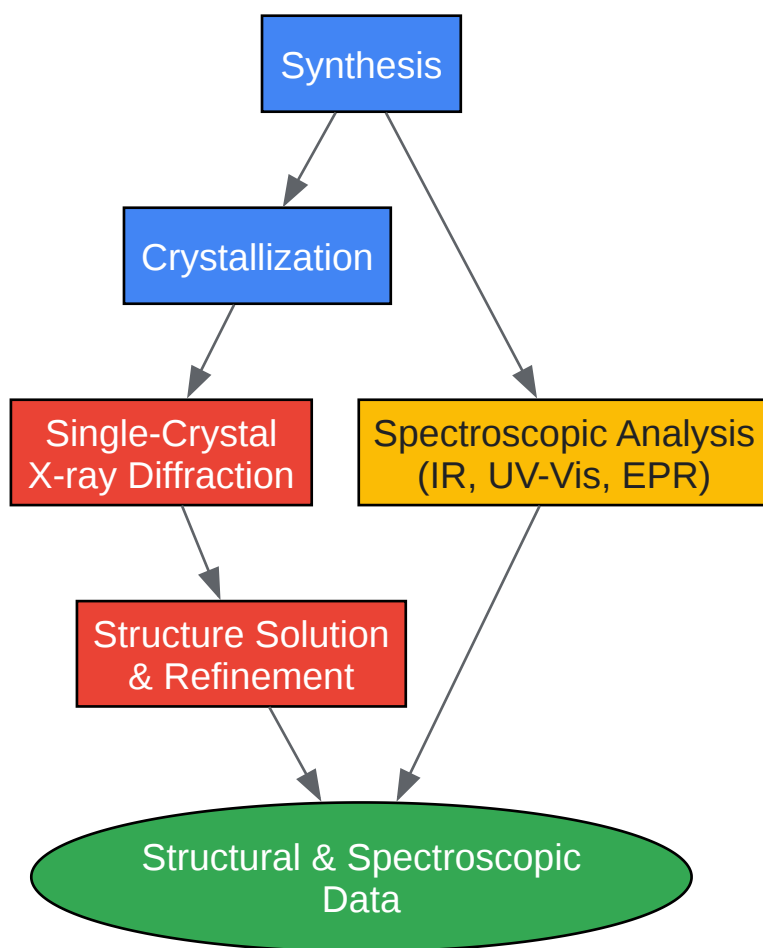 Synthesis
Crystallization
Single-Crystal
X-ray Diffraction
Spectroscopic Analysis
(IR, UV-Vis, EPR)
Structure Solution
& Refinement
Structural & Spectroscopic
Data